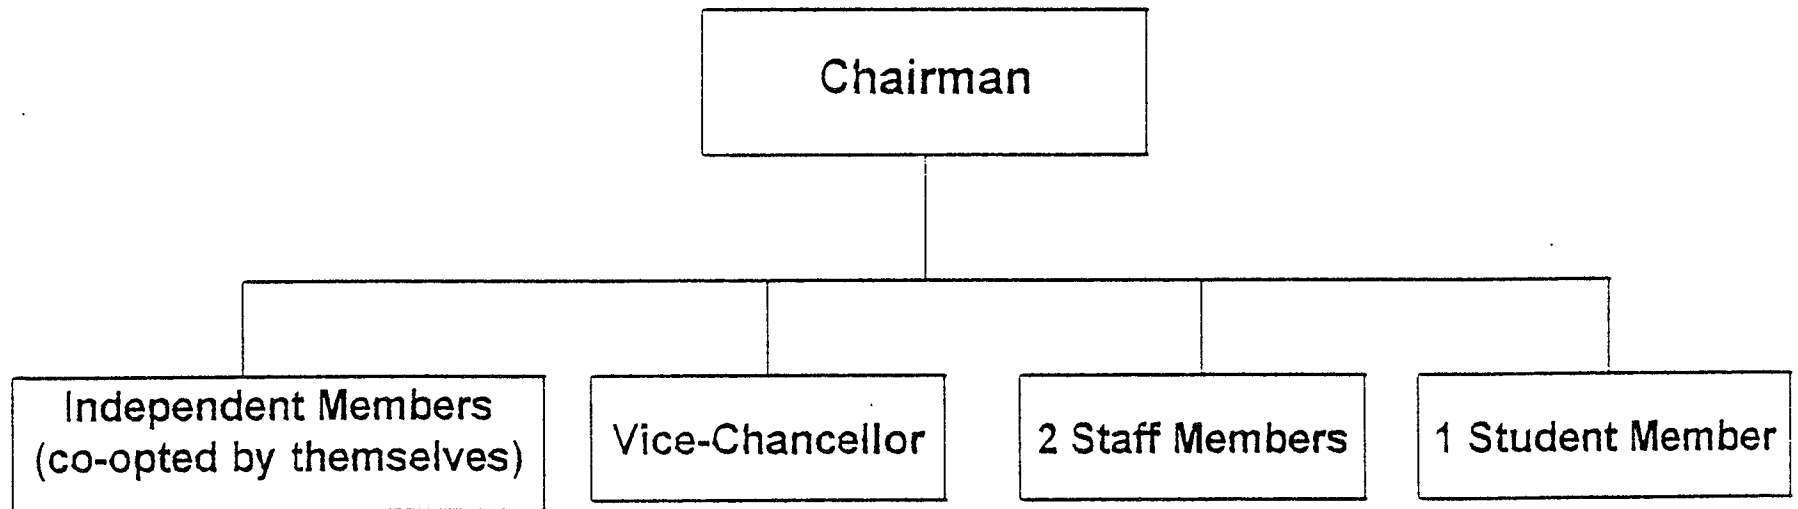 Chairman
Independent Members
(co-opted by themselves)
Vice-Chancellor
2 Staff Members
1 Student Member